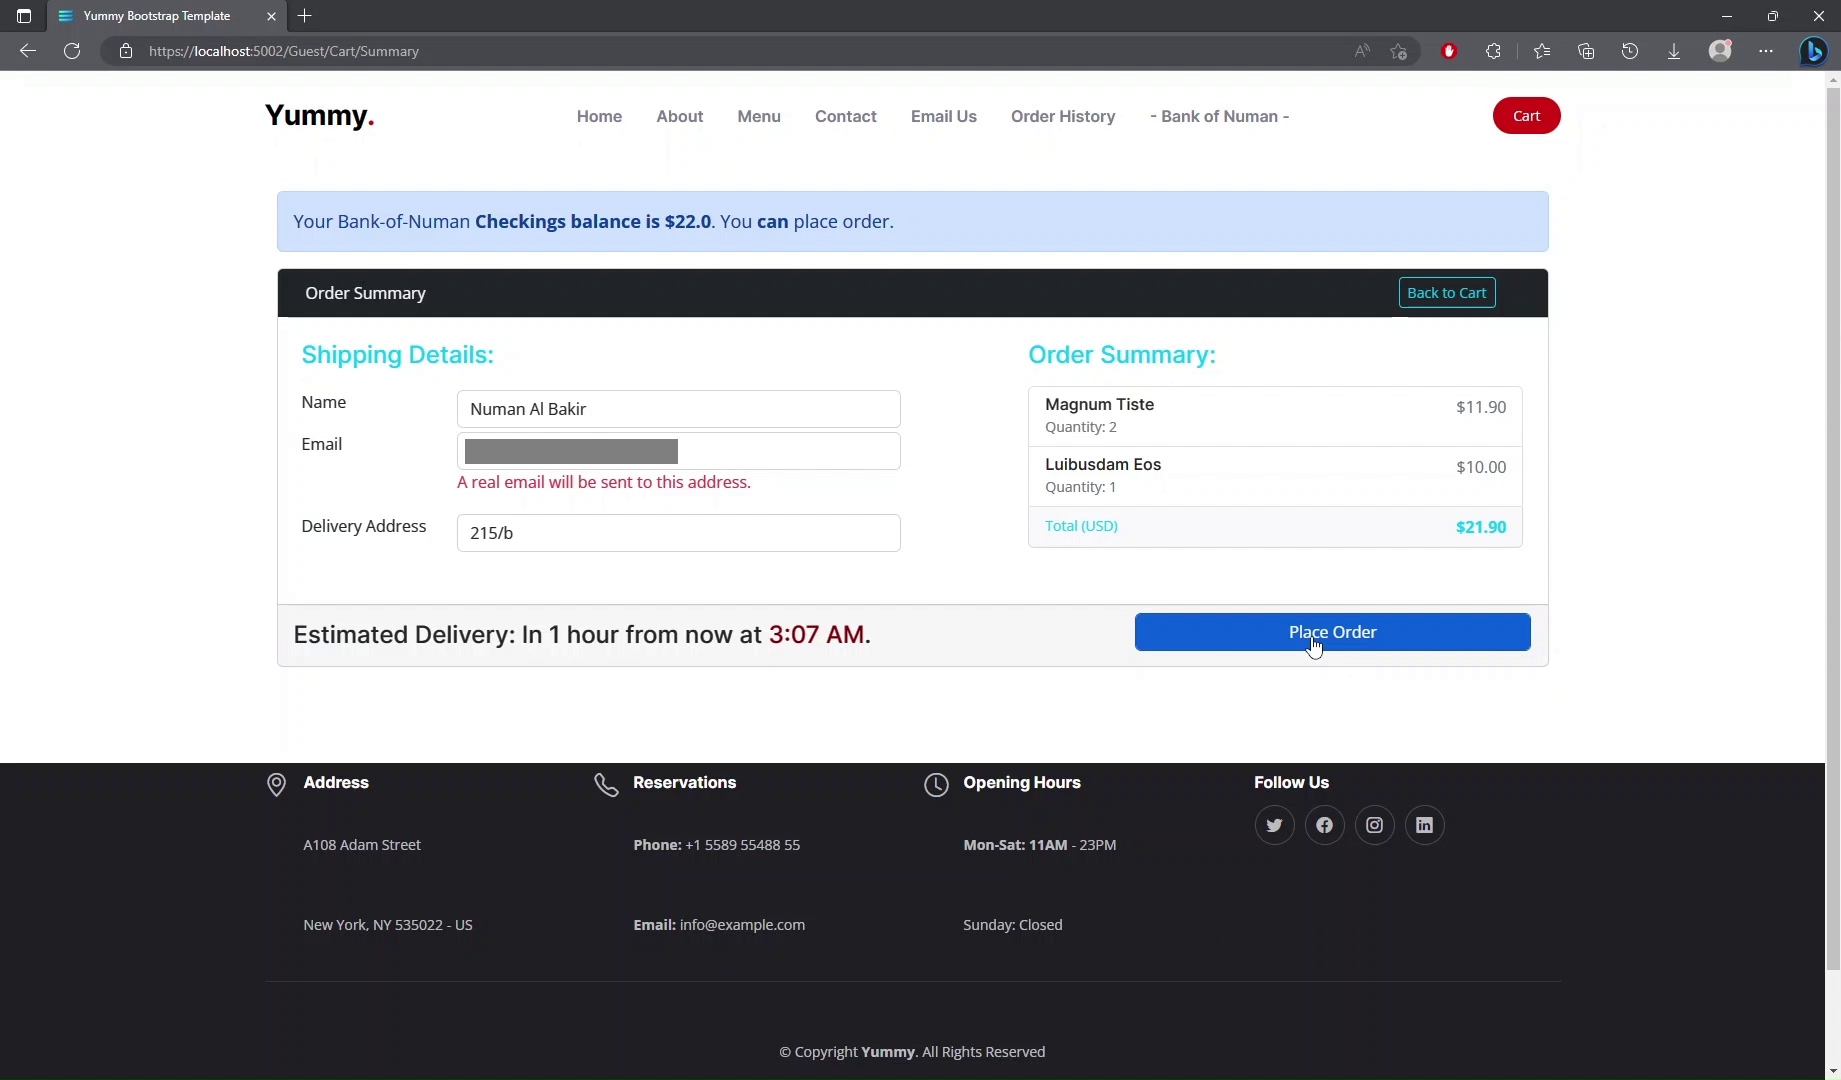 Yummy Bootstrap Template
https://localhost:5002/Guest/Cart/Summary
Yummy.
Home About Menu Contact Email Us Order History - Bank of Numan -
Cart
Your Bank-of-Numan Checkings balance is $22.0. You can place order.
Order Summary
Back to Cart
Shipping Details:
Name
Numan Al Bakir
Email
A real email will be sent to this address.
Delivery Address
215/b
Order Summary:
Magnum Tiste $11.90
Quantity: 2
Luibusdam Eos $10.00
Quantity: 1
Total (USD) $21.90
Estimated Delivery: In 1 hour from now at 3:07 AM.
Place Order
Address
A108 Adam Street
New York, NY 535022 - US
Reservations
Phone: +1 5589 55488 55
Email: info@example.com
Opening Hours
Mon-Sat: 11AM - 23PM
Sunday: Closed
Follow Us
© Copyright Yummy. All Rights Reserved